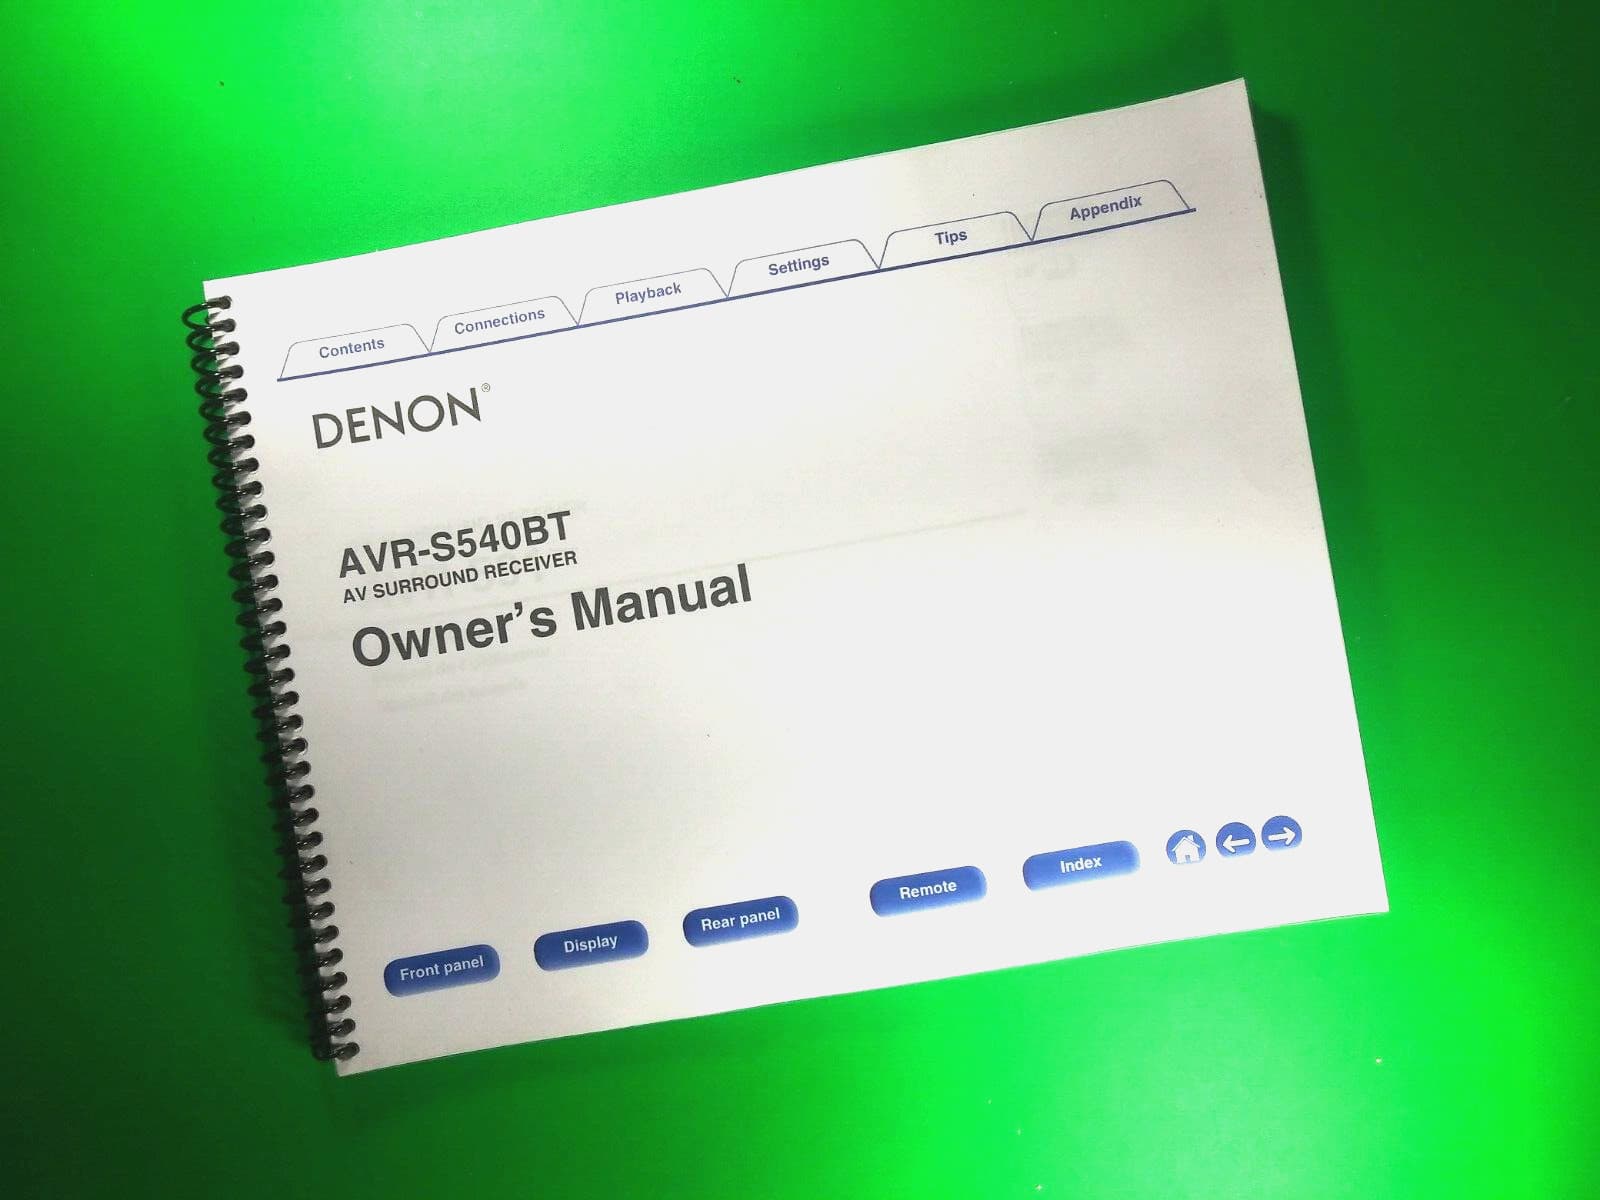 Contents Connections Playback Settings Tips Appendix
DENON®
AVR-S540BT
AV SURROUND RECEIVER
Owner's Manual
Front panel Display Rear panel Remote Index